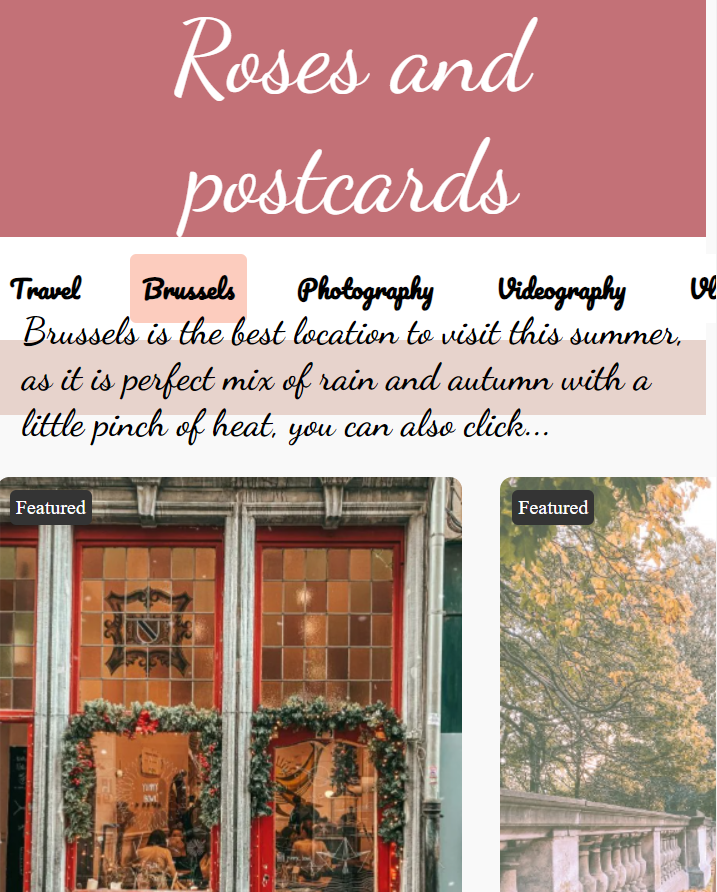 Roses and
postcards
Travel Brussels Photography Videography
Brussels is the best location to visit this summer,
as it is perfect mix of rain and autumn with a
little pinch of heat, you can also click...
Featured Featured